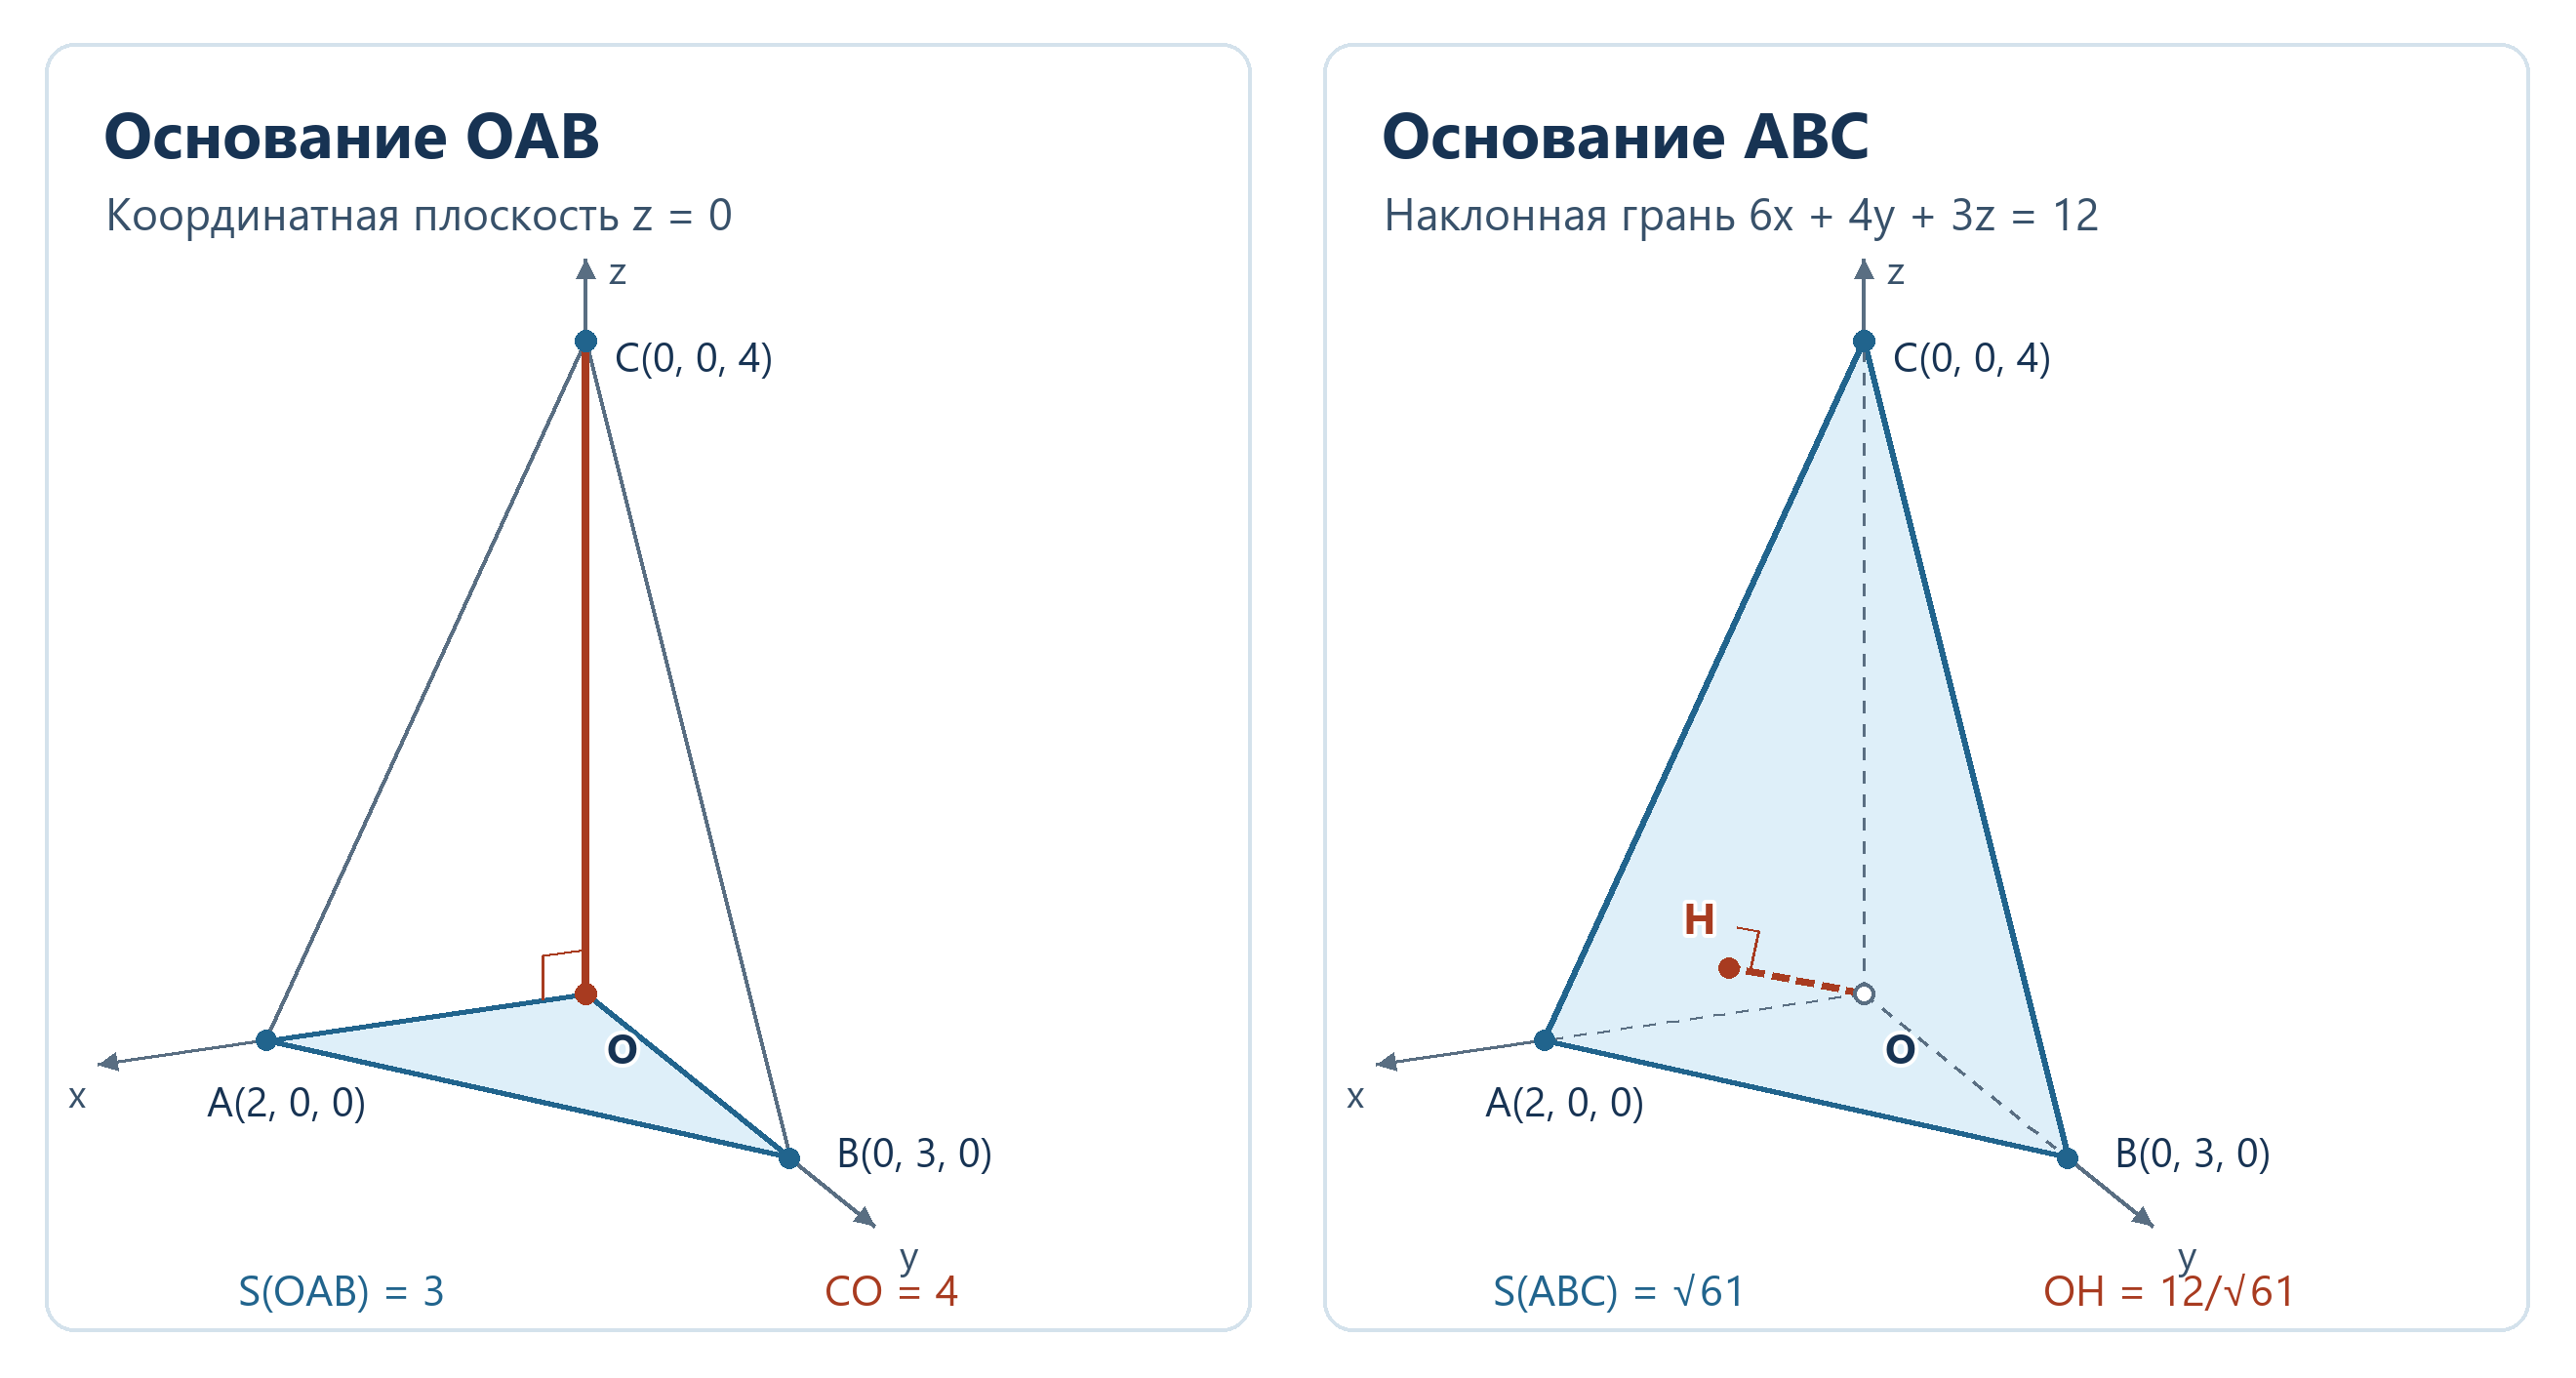 Основание OAB
Координатная плоскость z = 0
z
C(0, 0, 4)
O
x
A(2, 0, 0)
B(0, 3, 0)
y
S(OAB) = 3
CO = 4
Основание ABC
Наклонная грань 6x + 4y + 3z = 12
z
C(0, 0, 4)
H
O
x
A(2, 0, 0)
B(0, 3, 0)
y
S(ABC) = √61
OH = 12/√61